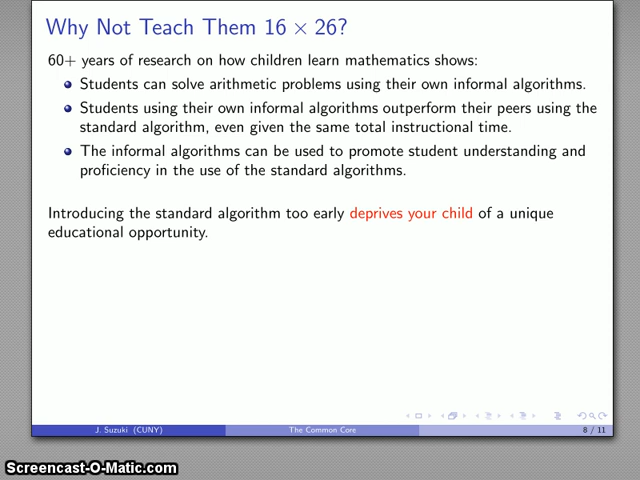 Why Not Teach Them 16 × 26?
60+ years of research on how children learn mathematics shows:
Students can solve arithmetic problems using their own informal algorithms.
Students using their own informal algorithms outperform their peers using the
standard algorithm, even given the same total instructional time.
The informal algorithms can be used to promote student understanding and
proficiency in the use of the standard algorithms.
Introducing the standard algorithm too early deprives your child of a unique
educational opportunity.
J. Suzuki (CUNY)
The Common Core
8 / 11
Screencast-O-Matic.com